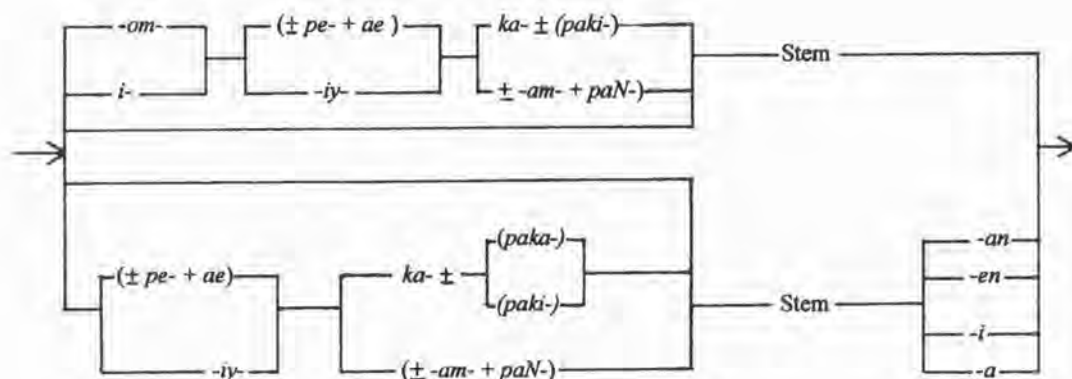 -om- (± pe- + ae ) ka- ± (paki-) Stem
i- -iy- ± -am- + paN-)
(paka-) -an
(± pe- + ae) ka- ± -en
(paki-) Stem
-i
-iy- (± -am- + paN-) -a